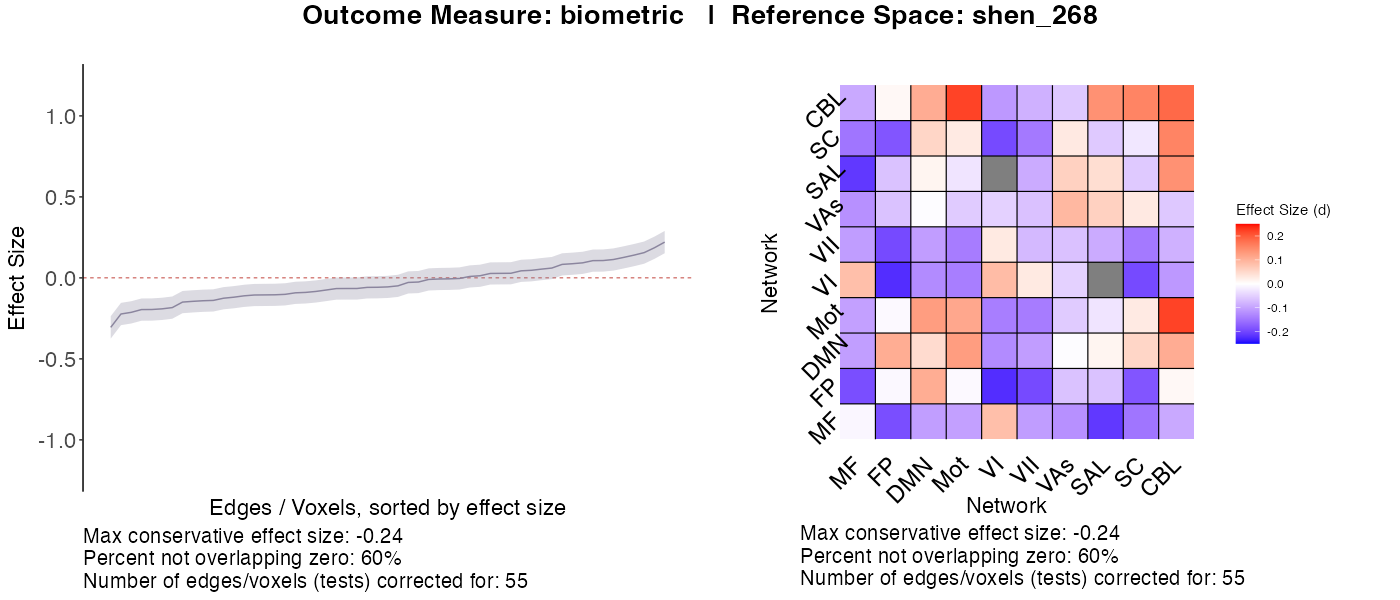 Outcome Measure: biometric | Reference Space: shen_268
Effect Size
1.0
0.5
0.0
-0.5
-1.0
Edges / Voxels, sorted by effect size
Max conservative effect size: -0.24
Percent not overlapping zero: 60%
Number of edges/voxels (tests) corrected for: 55
Network
CBL
SC
SAL
VAs
VII
VI
Mot
DMN
FP
MF
MF
FP
DMN
Mot
VI
VII
VAs
SAL
SC
CBL
Network
Max conservative effect size: -0.24
Percent not overlapping zero: 60%
Number of edges/voxels (tests) corrected for: 55
Effect Size (d)
0.2
0.1
0.0
-0.1
-0.2